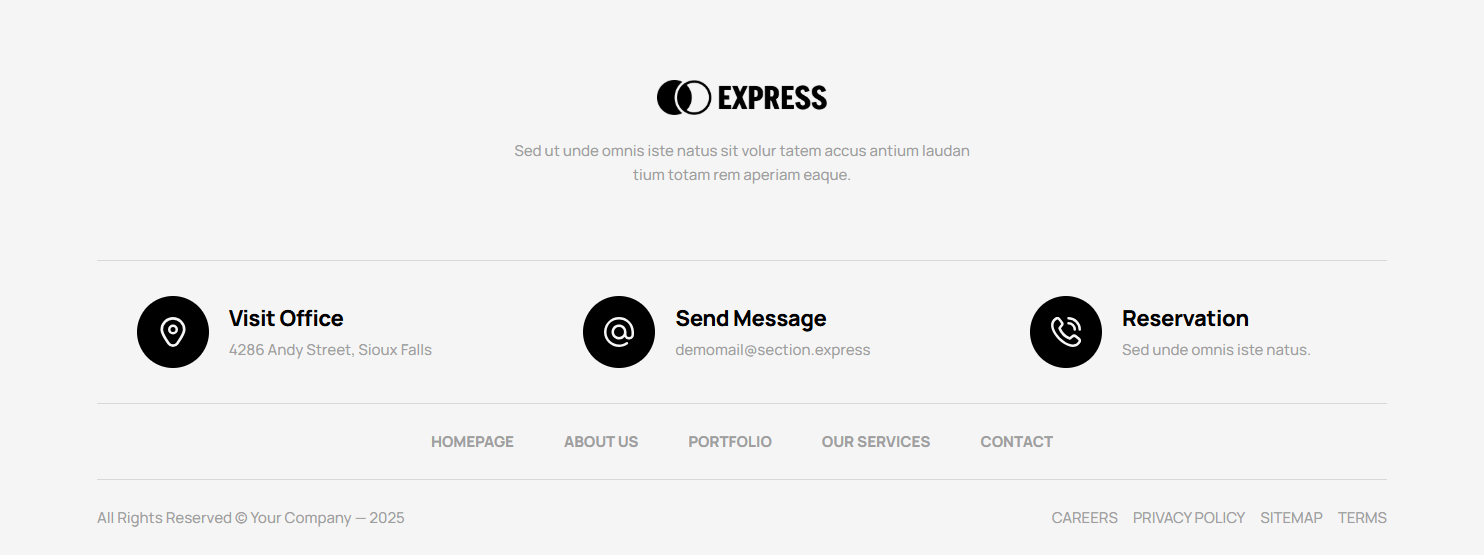 EXPRESS
Sed ut unde omnis iste natus sit volur tatem accus antium laudan
tium totam rem aperiam eaque.
Visit Office
4286 Andy Street, Sioux Falls
Send Message
demomail@section.express
Reservation
Sed unde omnis iste natus.
HOMEPAGE ABOUT US PORTFOLIO OUR SERVICES CONTACT
All Rights Reserved © Your Company — 2025
CAREERS PRIVACY POLICY SITEMAP TERMS